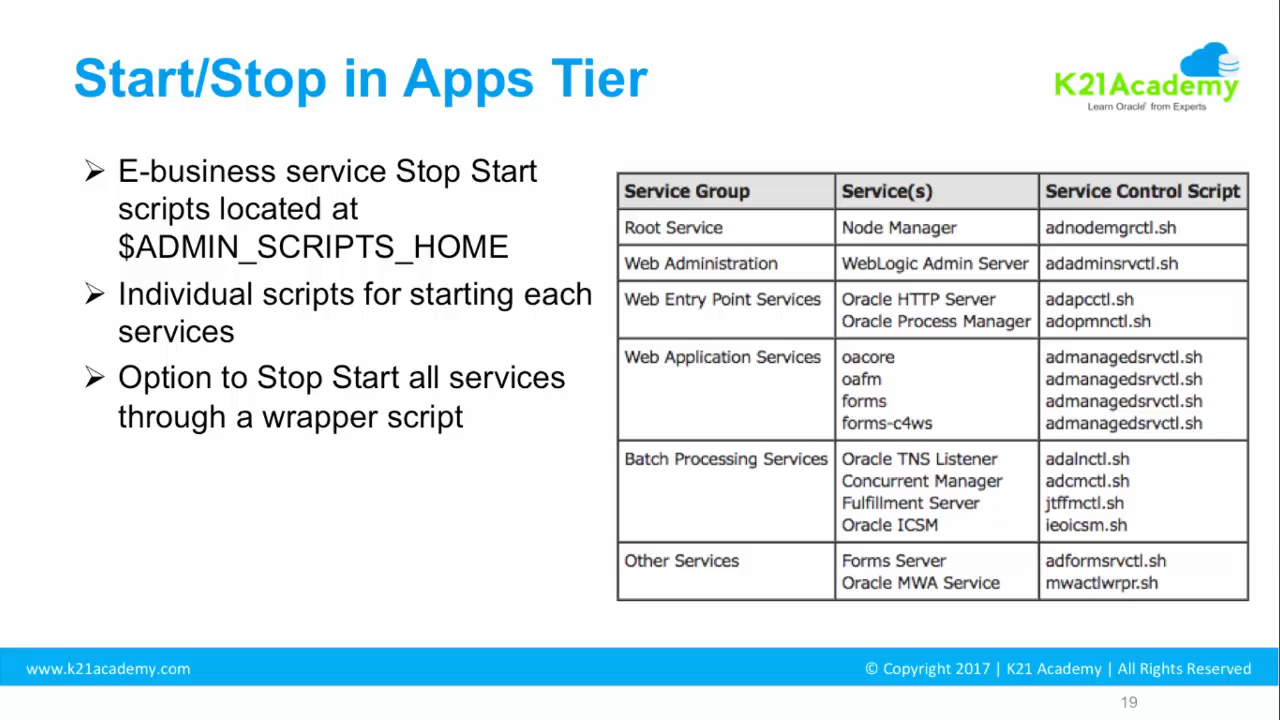 Start/Stop in Apps Tier
K21Academy
Learn Oracle' from Experts
➢ E-business service Stop Start
scripts located at
$ADMIN_SCRIPTS_HOME
➢ Individual scripts for starting each
services
➢ Option to Stop Start all services
through a wrapper script
Service Group Service(s) Service Control Script
Root Service Node Manager adnodemgrctl.sh
Web Administration WebLogic Admin Server adadminsrvctl.sh
Web Entry Point Services Oracle HTTP Server adapcctl.sh
Oracle Process Manager adopmnctl.sh
Web Application Services oacore admanagedsrvctl.sh
oafm admanagedsrvctl.sh
forms admanagedsrvctl.sh
forms-c4ws admanagedsrvctl.sh
Batch Processing Services Oracle TNS Listener adalnctl.sh
Concurrent Manager adcmctl.sh
Fulfillment Server jtffmctl.sh
Oracle ICSM ieoicsm.sh
Other Services Forms Server adformsrvctl.sh
Oracle MWA Service mwactlwrpr.sh
www.k21academy.com © Copyright 2017 | K21 Academy | All Rights Reserved
19